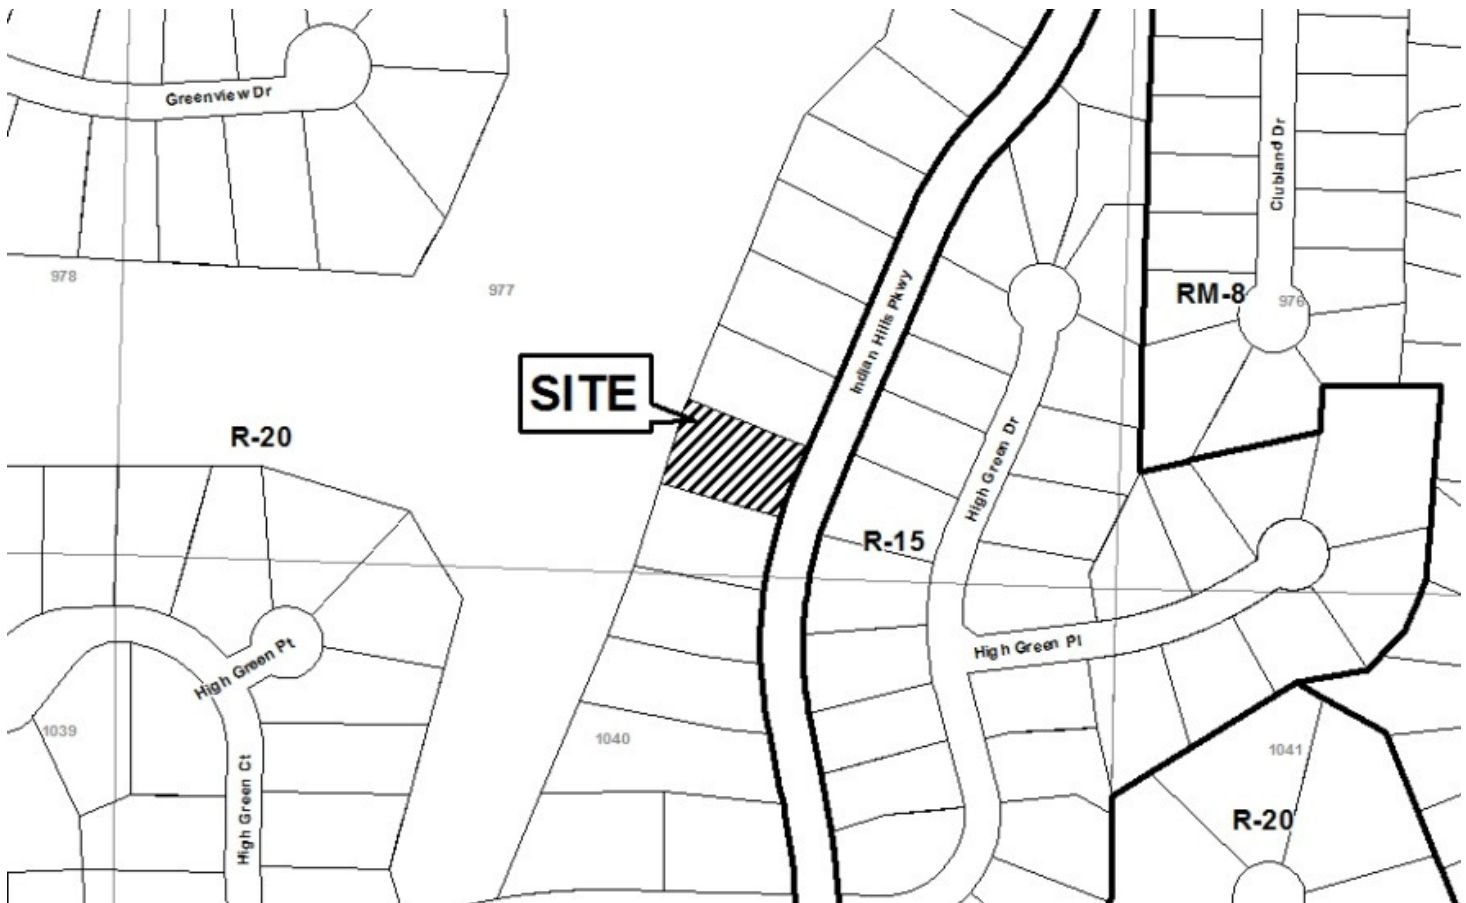 Greenview Dr
Clubland Dr
978
977
Indian Hills Pkwy
RM-8
976
SITE
R-20
High Green Dr
R-15
High Green Pt
High Green Pl
1039
1040
1041
High Green Ct
R-20